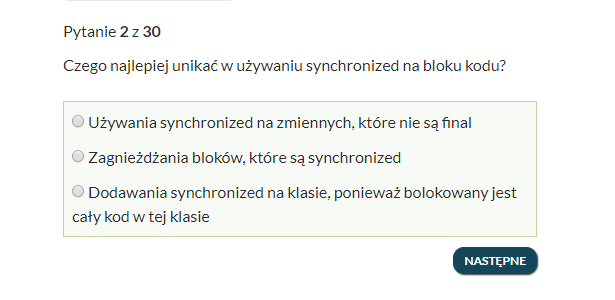 Pytanie 2 z 30
Czego najlepiej unikać w używaniu synchronized na bloku kodu?
Używania synchronized na zmiennych, które nie są final
Zagnieżdżania bloków, które są synchronized
Dodawania synchronized na klasie, ponieważ bolokowany jest
cały kod w tej klasie
NASTĘPNE